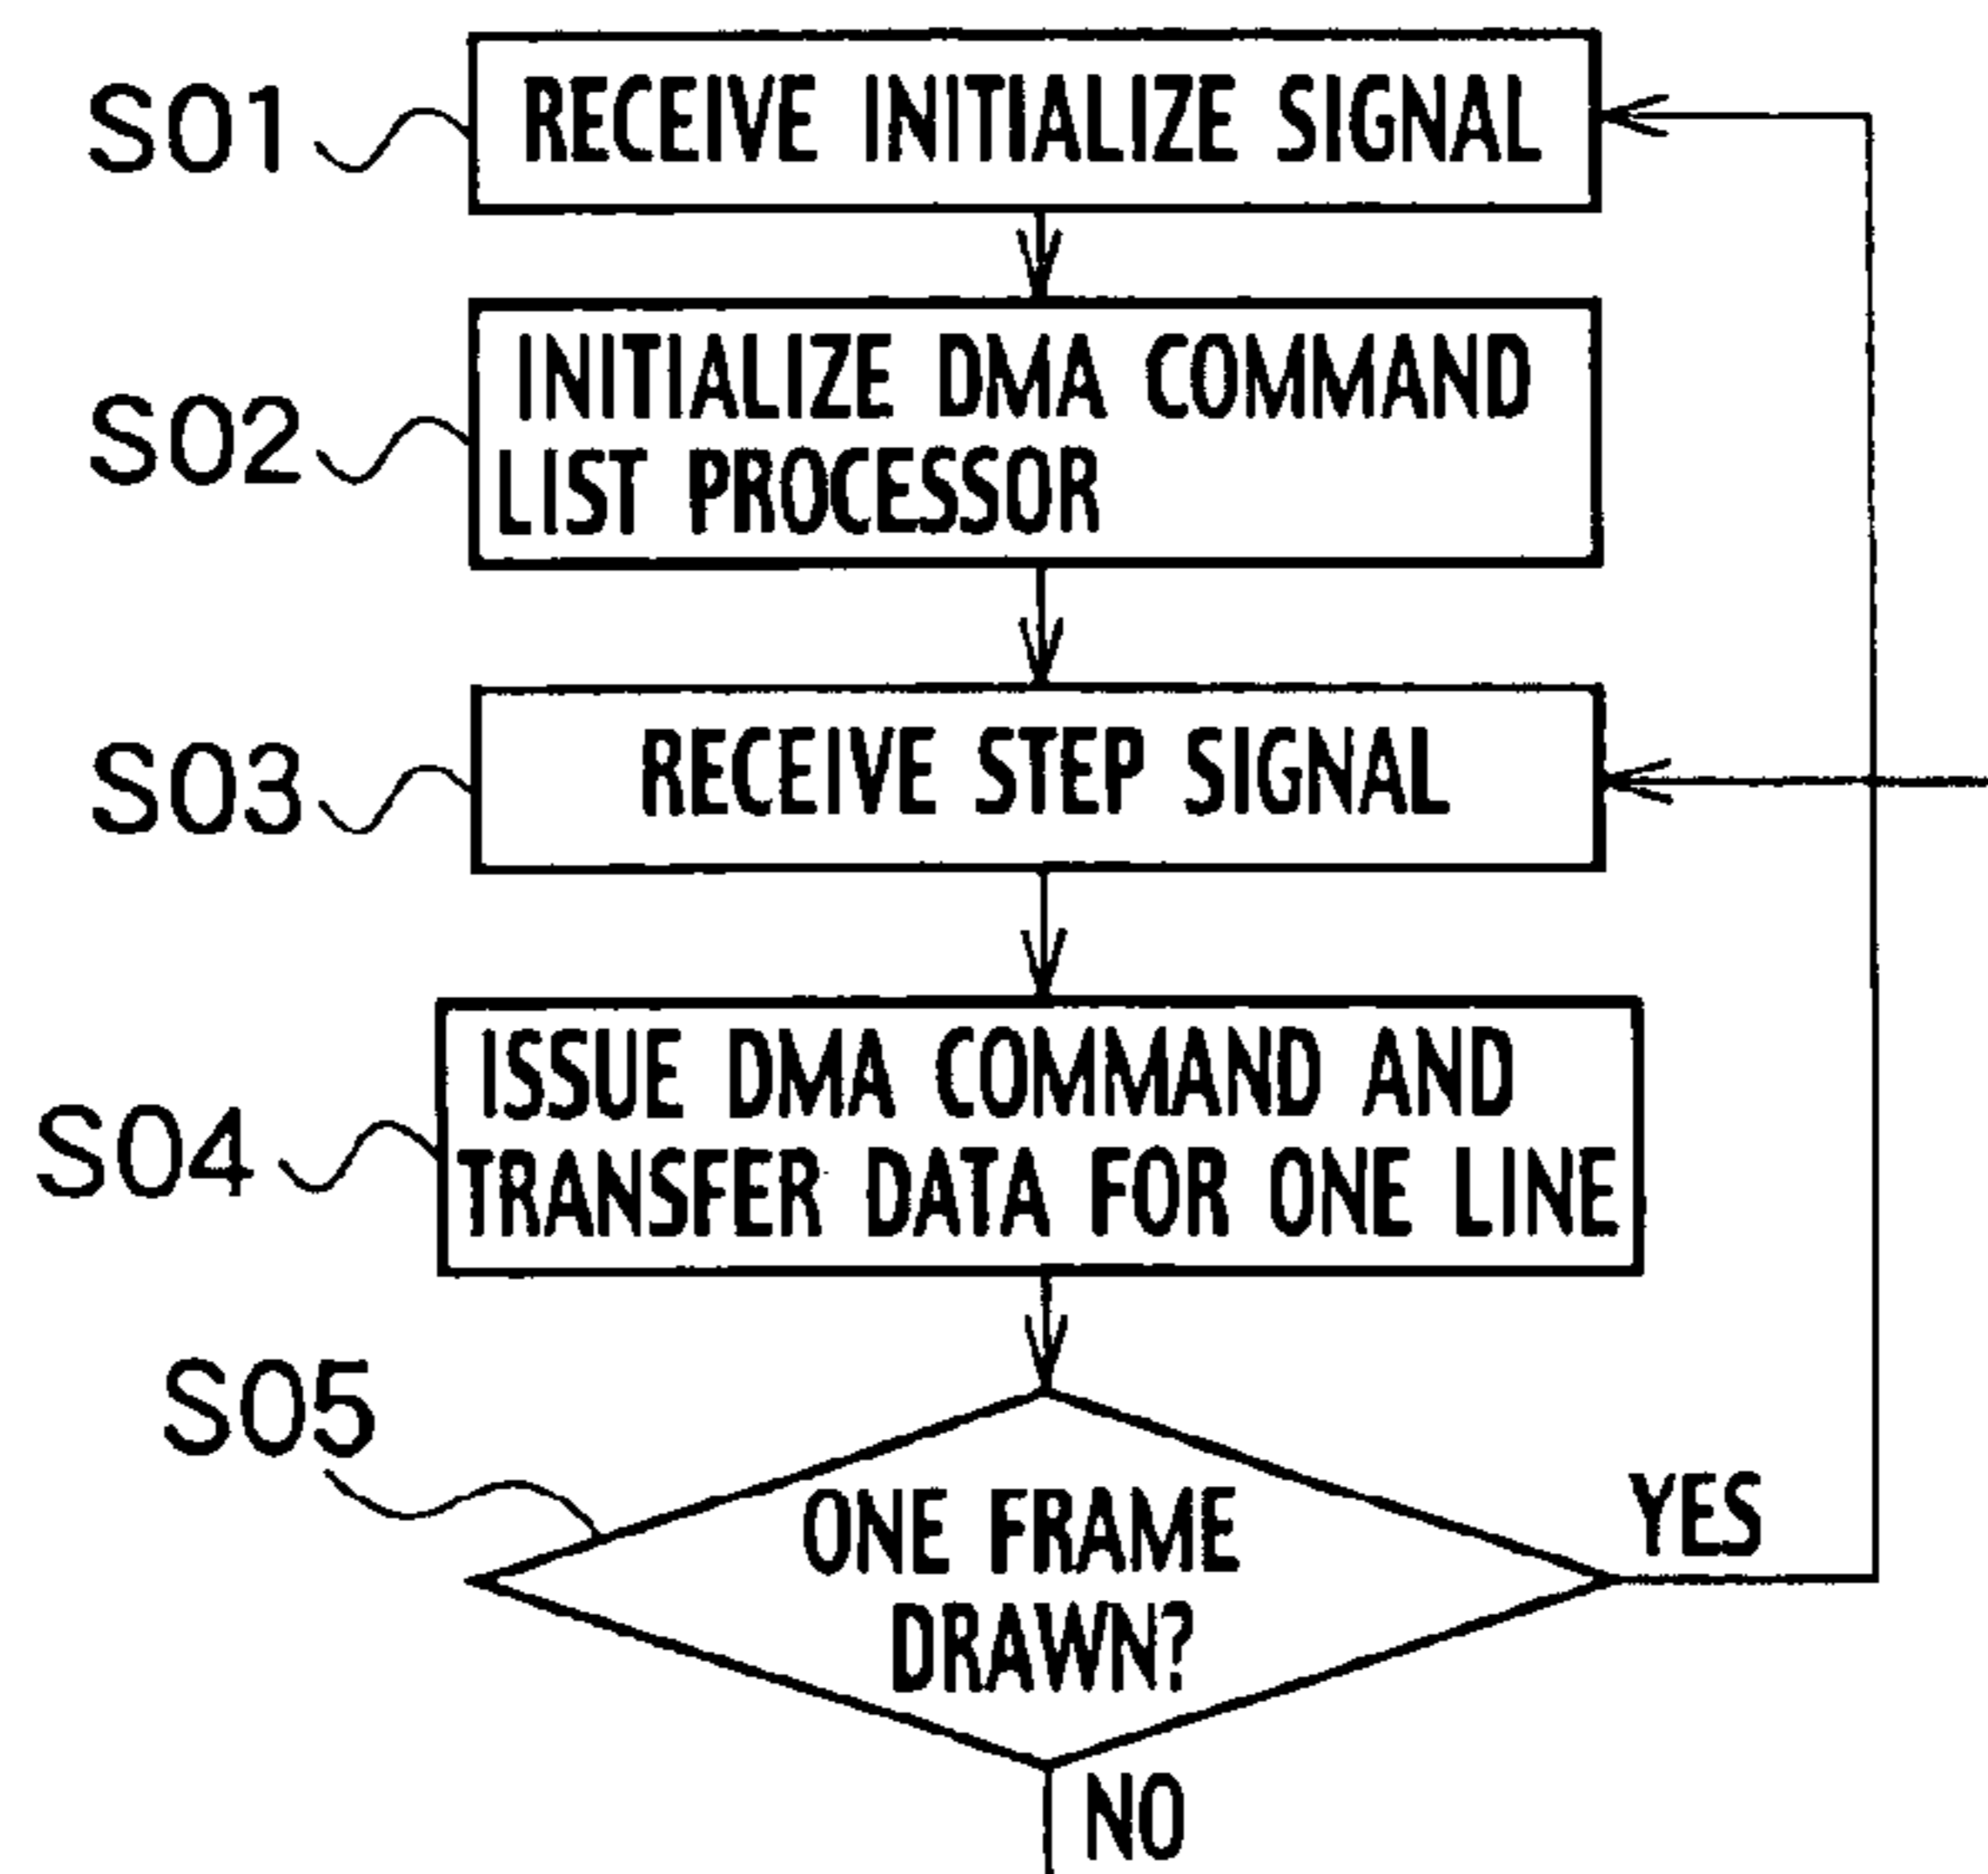 S01
RECEIVE INITIALIZE SIGNAL
S02
INITIALIZE DMA COMMAND
LIST PROCESSOR
S03
RECEIVE STEP SIGNAL
S04
ISSUE DMA COMMAND AND
TRANSFER DATA FOR ONE LINE
S05
ONE FRAME
DRAWN?
YES
NO